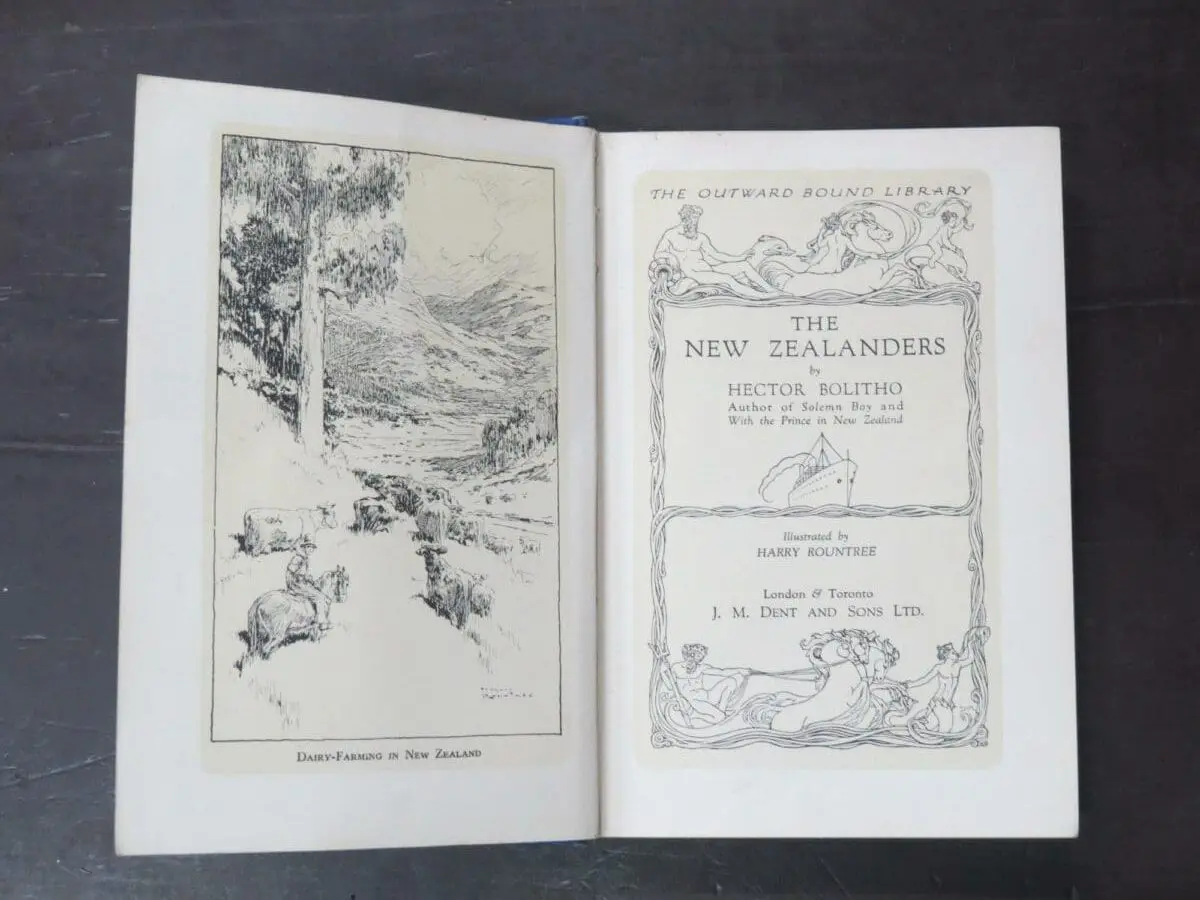 DAIRY-FARMING IN NEW ZEALAND
THE OUTWARD BOUND LIBRARY
THE
NEW ZEALANDERS
by
HECTOR BOLITHO
Author of Solemn Boy and
With the Prince in New Zealand
Illustrated by
HARRY ROUNTREE
London & Toronto
J. M. DENT AND SONS LTD.